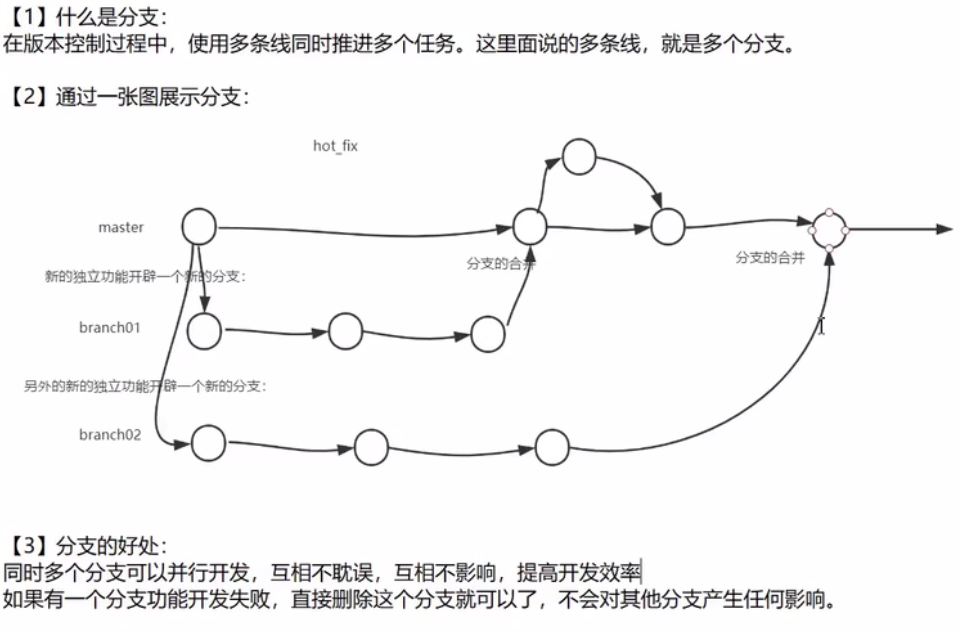 【1】什么是分支：
在版本控制过程中，使用多条线同时推进多个任务。这里面说的多条线，就是多个分支。
【2】通过一张图展示分支：
hot_fix
master
分支的合并
分支的合并
新的独立功能开辟一个新的分支：
branch01
另外的新的独立功能开辟一个新的分支：
branch02
【3】分支的好处：
同时多个分支可以并行开发，互相不耽误，互相不影响，提高开发效率
如果有一个分支功能开发失败，直接删除这个分支就可以了，不会对其他分支产生任何影响。